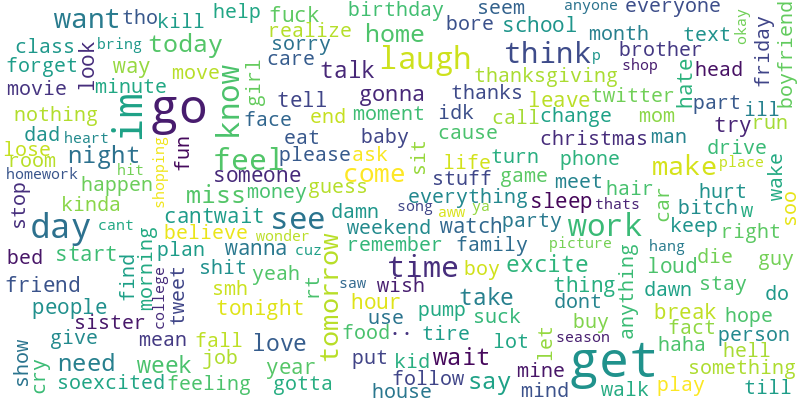 want tho kill help fuck birthday seem anyone everyone okay
class bring today sorry realize home bore school month text friday boyfriend
forget look way move care girl laugh think p brother shop hate head
movie minute im go know talk thanksgiving thanks leave twitter part ill
nothing tell gonna idk call change mom try run
dad heart fun face end moment cause christmas man drive
lose room night eat baby sit turn phone make place wake
homework hit shopping feel please ask life game meet hair hurt
stop happen someone come stuff everything sleep thats car bitch w soo
kinda miss money guess song aww ya
day cant cantwait see damn weekend watch party work keep right
believe wonder remember family picture hang die guy
bed start morning plan wanna cuz time excite loud
friend find college tweet shit yeah tomorrow rt saw wish boy thing anything dawn stay do
people smh tonight hour take dont
sister use pump suck buy break hope
give mean fall love food .. tire lot let season fact person
show cry need week job year put kid wait mine haha hell
soexcited feeling gotta follow say mind get something
house walk play till